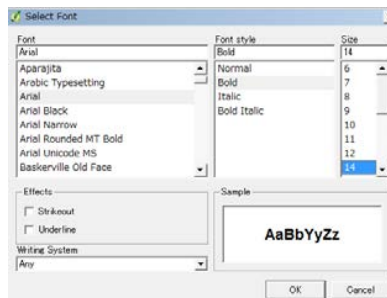 Select Font
Font
Font style
Size
Arial
Bold
14
Aparajita
Arabic Typesetting
Arial
Arial Black
Arial Narrow
Arial Rounded MT Bold
Arial Unicode MS
Baskerville Old Face
Normal
Bold
Italic
Bold Italic
6
7
8
9
10
11
12
14
Effects
Strikeout
Underline
Sample
AaBbYyZz
Writing System
Any
OK
Cancel